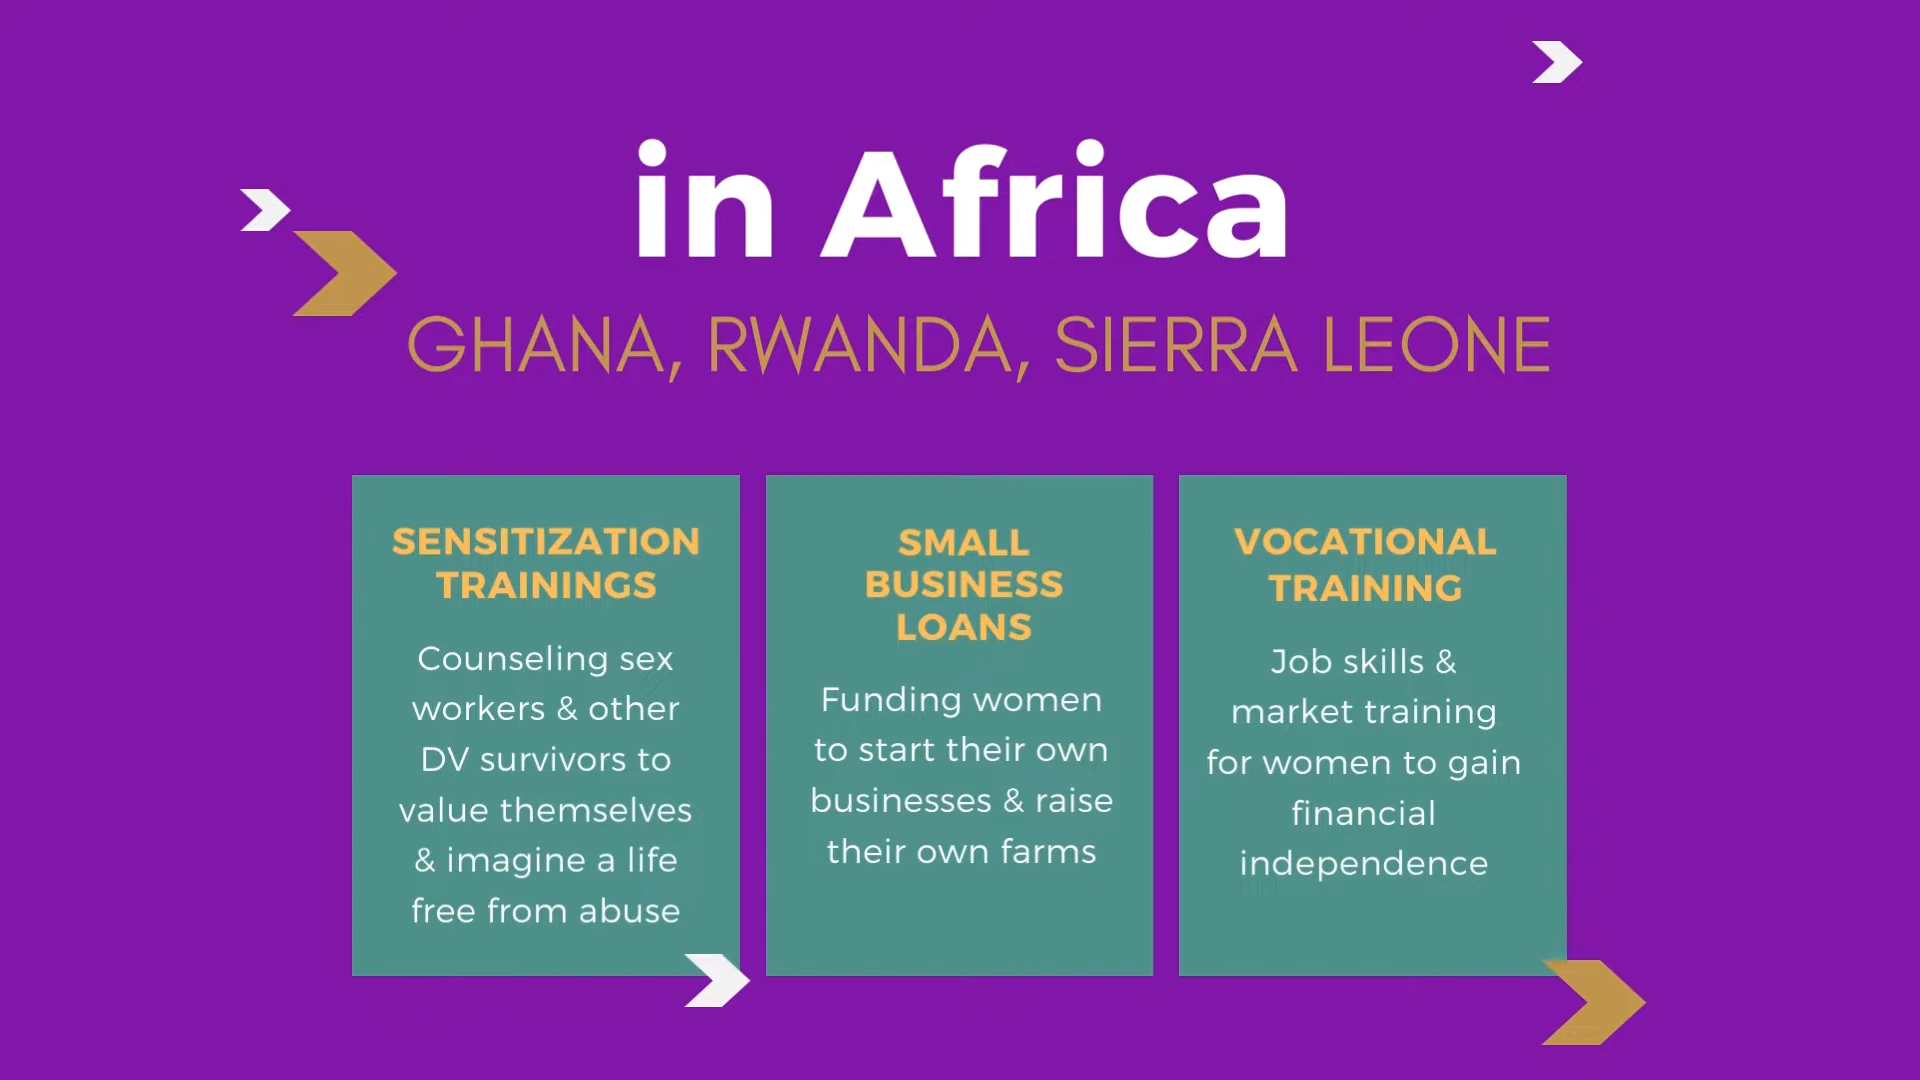 in Africa
GHANA, RWANDA, SIERRA LEONE
SENSITIZATION
TRAININGS
Counseling sex
workers & other
DV survivors to
value themselves
& imagine a life
free from abuse
SMALL
BUSINESS
LOANS
Funding women
to start their own
businesses & raise
their own farms
VOCATIONAL
TRAINING
Job skills &
market training
for women to gain
financial
independence